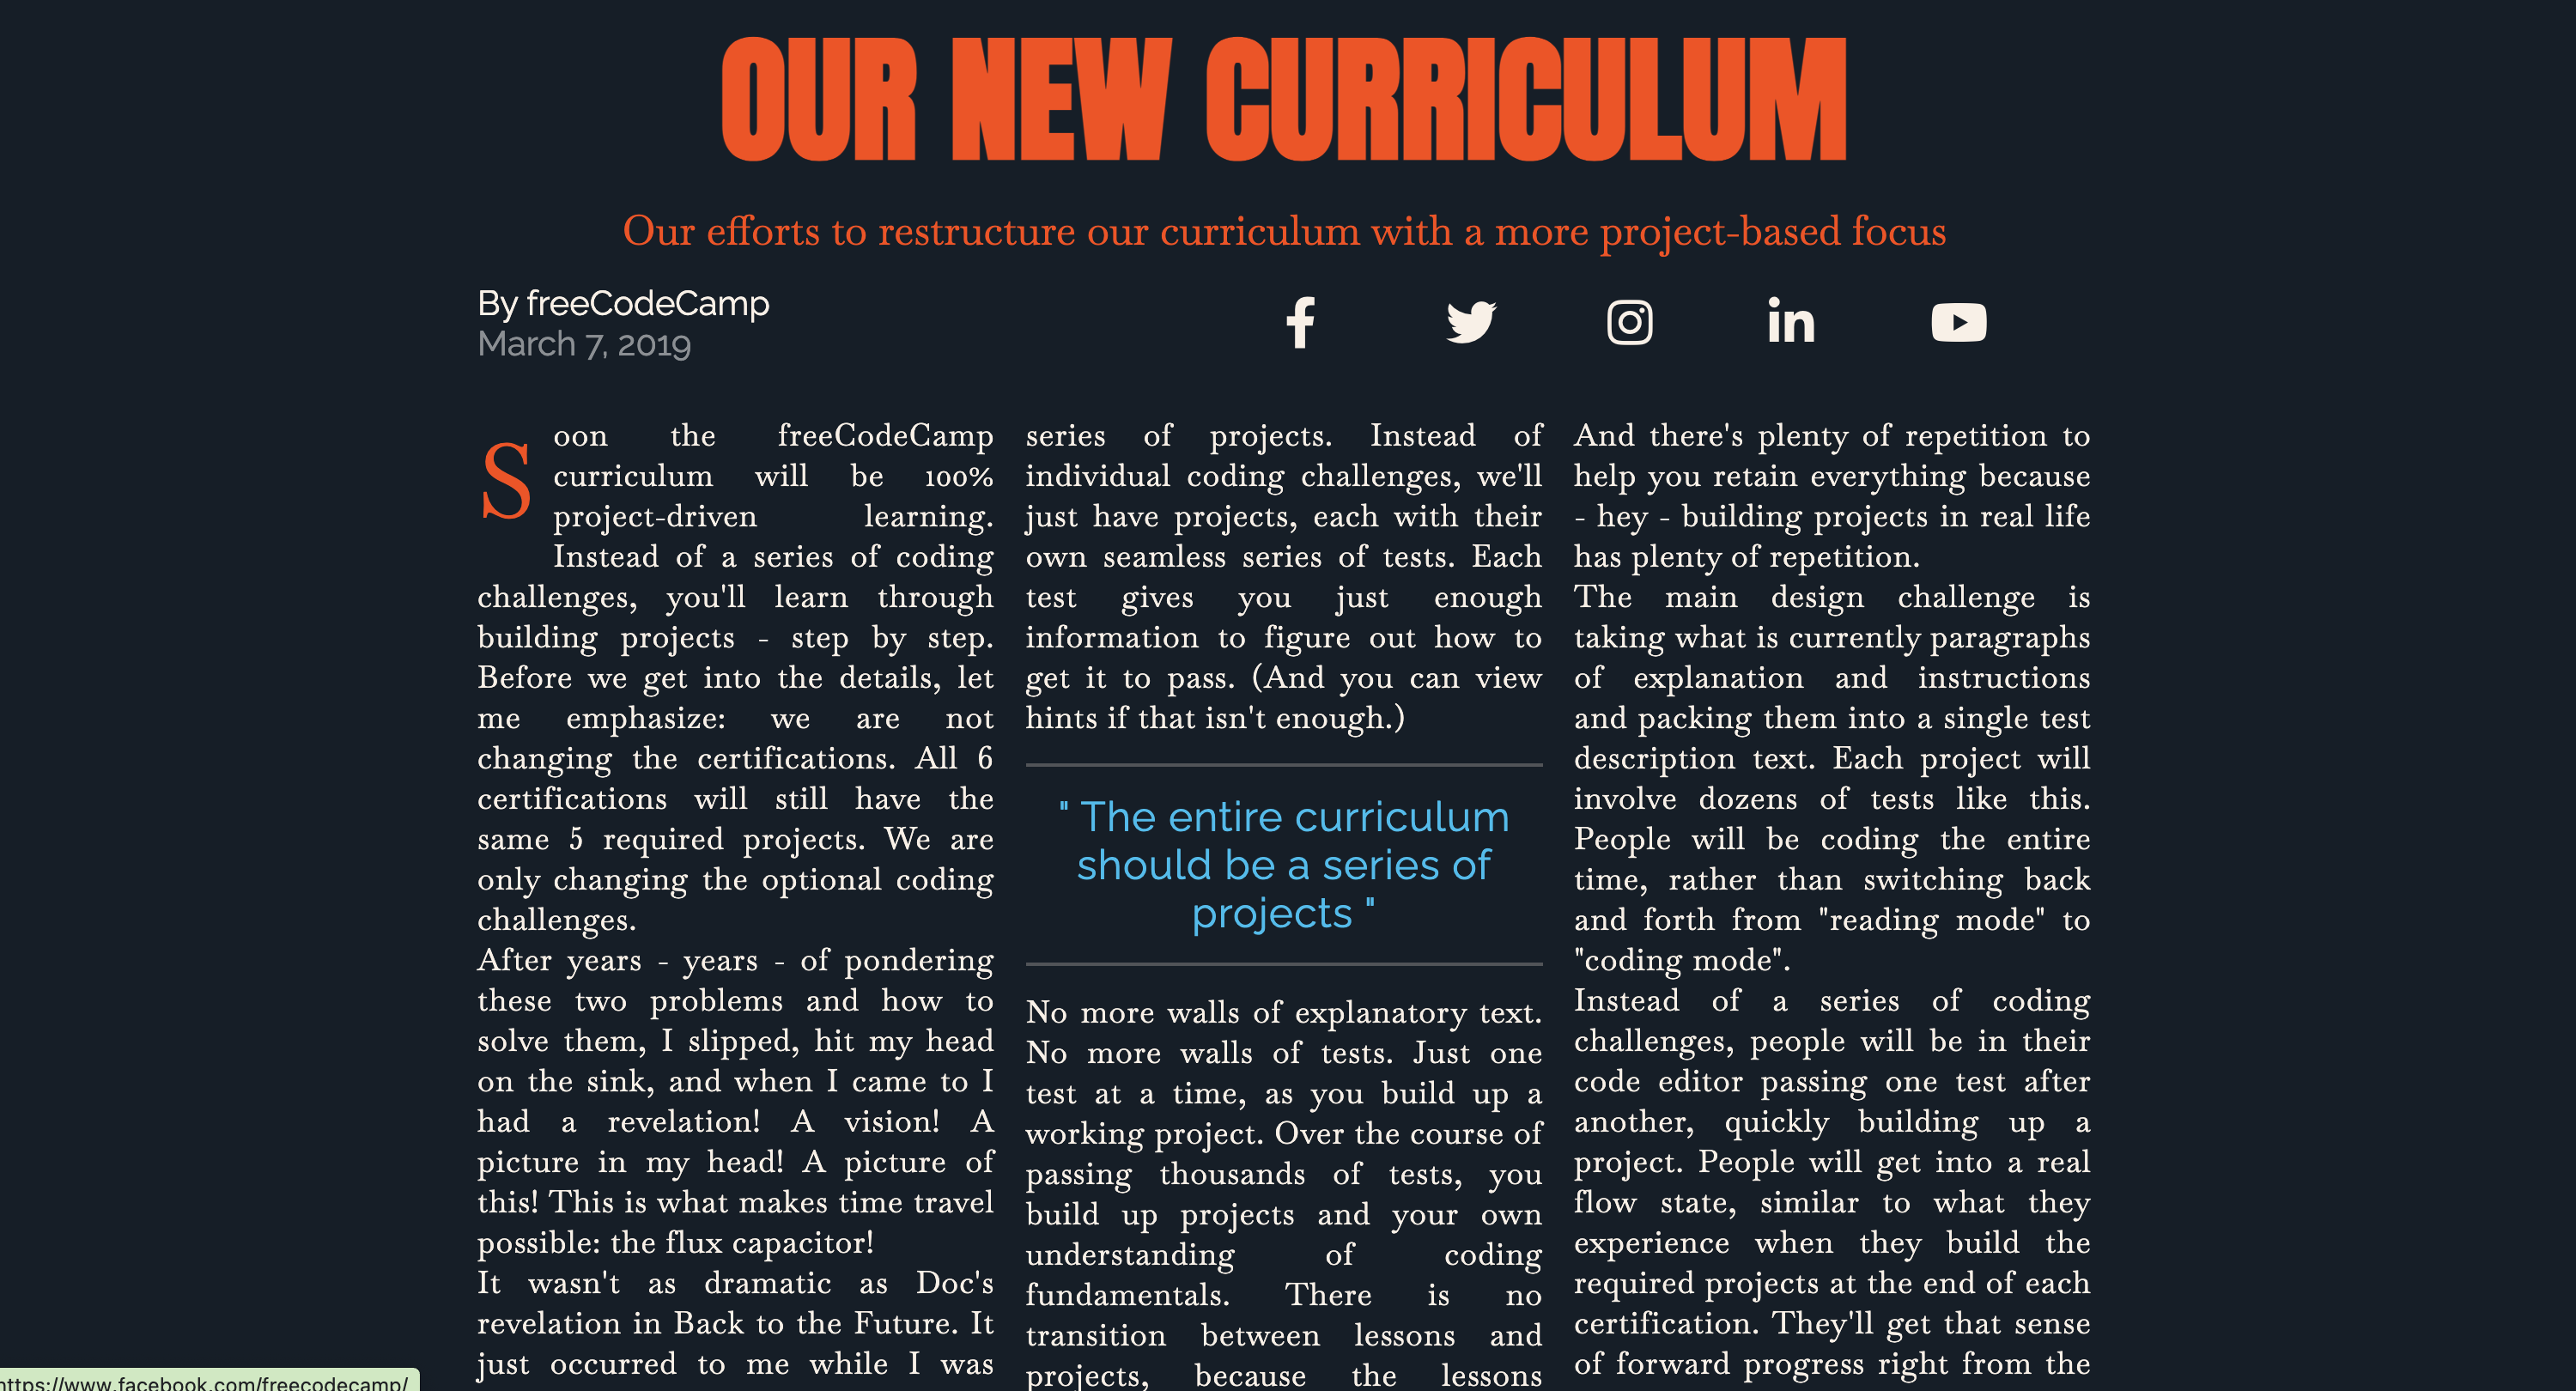 OUR NEW CURRICULUM
Our efforts to restructure our curriculum with a more project-based focus
By freeCodeCamp
March 7, 2019
Soon the freeCodeCamp
curriculum will be 100%
project-driven learning.
Instead of a series of coding
challenges, you'll learn through
building projects - step by step.
Before we get into the details, let
me emphasize: we are not
changing the certifications. All 6
certifications will still have the
same 5 required projects. We are
only changing the optional coding
challenges.
After years - years - of pondering
these two problems and how to
solve them, I slipped, hit my head
on the sink, and when I came to I
had a revelation! A vision! A
picture in my head! A picture of
this! This is what makes time travel
possible: the flux capacitor!
It wasn't as dramatic as Doc's
revelation in Back to the Future. It
just occurred to me while I was
series of projects. Instead of
individual coding challenges, we'll
just have projects, each with their
own seamless series of tests. Each
test gives you just enough
information to figure out how to
get it to pass. (And you can view
hints if that isn't enough.)
" The entire curriculum
should be a series of
projects "
No more walls of explanatory text.
No more walls of tests. Just one
test at a time, as you build up a
working project. Over the course of
passing thousands of tests, you
build up projects and your own
understanding of coding
fundamentals. There is no
transition between lessons and
projects, because the lessons
And there's plenty of repetition to
help you retain everything because
- hey - building projects in real life
has plenty of repetition.
The main design challenge is
taking what is currently paragraphs
of explanation and instructions
and packing them into a single test
description text. Each project will
involve dozens of tests like this.
People will be coding the entire
time, rather than switching back
and forth from "reading mode" to
"coding mode".
Instead of a series of coding
challenges, people will be in their
code editor passing one test after
another, quickly building up a
project. People will get into a real
flow state, similar to what they
experience when they build the
required projects at the end of each
certification. They'll get that sense
of forward progress right from the
https://www.facebook.com/freecodecamp/